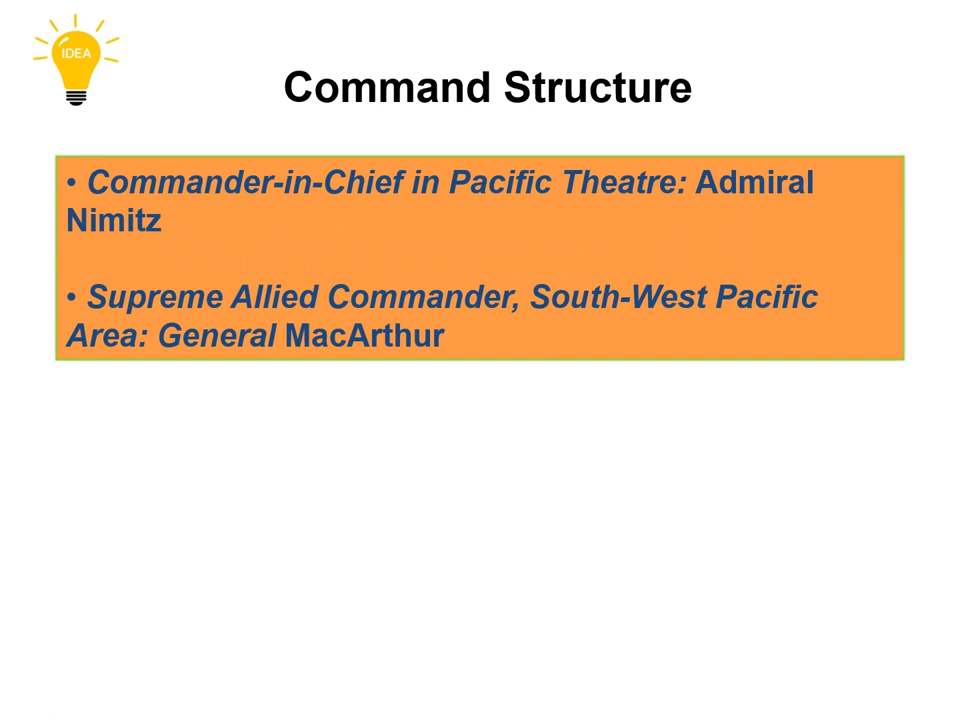 IDEA
Command Structure
• Commander-in-Chief in Pacific Theatre: Admiral
Nimitz
• Supreme Allied Commander, South-West Pacific
Area: General MacArthur